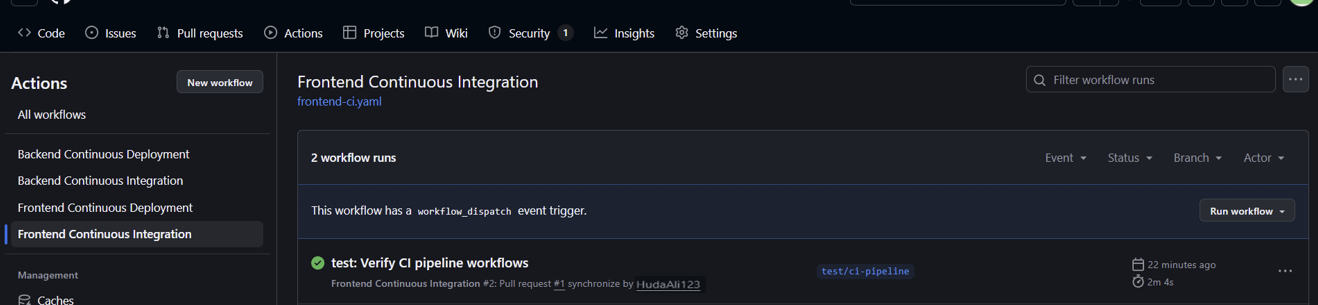 Code Issues Pull requests Actions Projects Wiki Security 1 Insights Settings
Actions
New workflow
All workflows
Backend Continuous Deployment
Backend Continuous Integration
Frontend Continuous Deployment
Frontend Continuous Integration
Management
Caches
Frontend Continuous Integration
frontend-ci.yaml
Filter workflow runs
2 workflow runs
Event Status Branch Actor
This workflow has a workflow_dispatch event trigger.
Run workflow
test: Verify CI pipeline workflows
Frontend Continuous Integration #2: Pull request #1 synchronize by HudaAli123
test/ci-pipeline
22 minutes ago
2m 4s